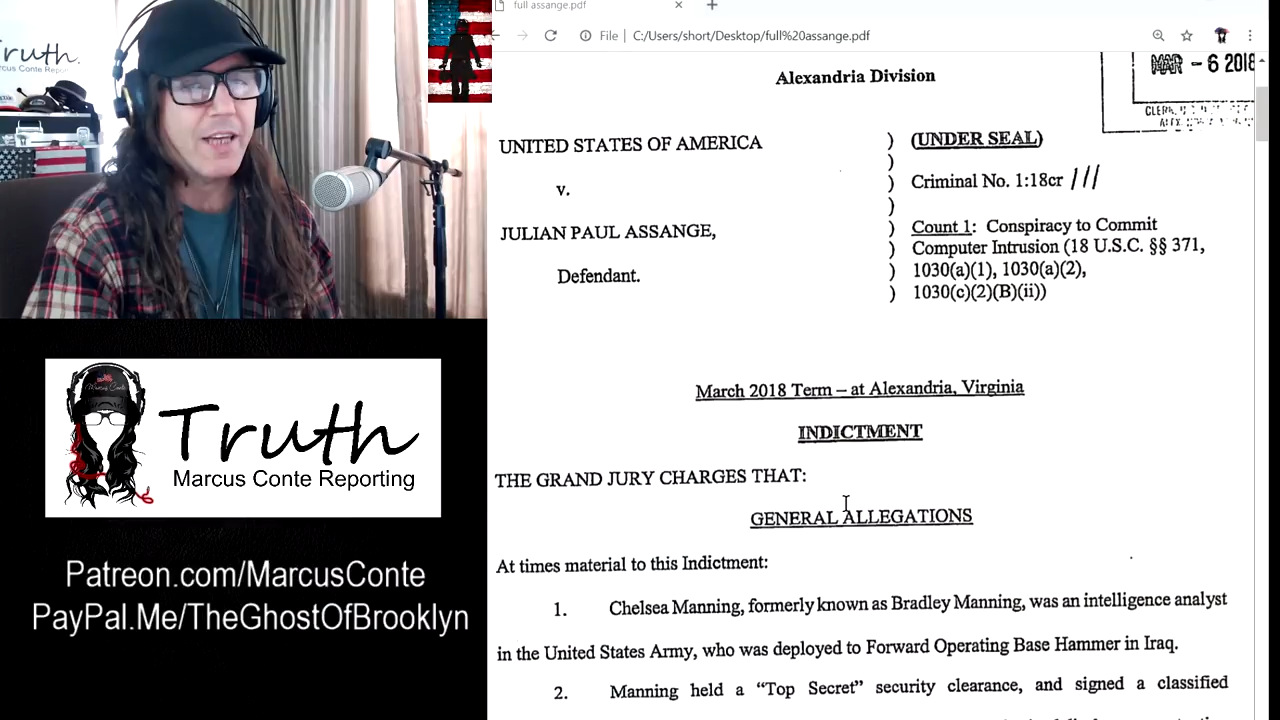 Truth.
Marcus Conte Reporting
Patreon.com/MarcusConte
PayPal.Me/TheGhostOfBrooklyn
full assange.pdf
File
C:/Users/short/Desktop/full%20assange.pdf
MAR - 6 2018
Alexandria Division
UNITED STATES OF AMERICA
v.
JULIAN PAUL ASSANGE,
Defendant.
)
)
)
)
)
)
)
)
(UNDER SEAL)
Criminal No. 1:18cr 111
Count 1: Conspiracy to Commit
Computer Intrusion (18 U.S.C. §§ 371,
1030(a)(1), 1030(a)(2),
1030(c)(2)(B)(ii))
March 2018 Term – at Alexandria, Virginia
INDICTMENT
THE GRAND JURY CHARGES THAT:
GENERAL ALLEGATIONS
At times material to this Indictment:
1. Chelsea Manning, formerly known as Bradley Manning, was an intelligence analyst
in the United States Army, who was deployed to Forward Operating Base Hammer in Iraq.
2. Manning held a “Top Secret” security clearance, and signed a classified